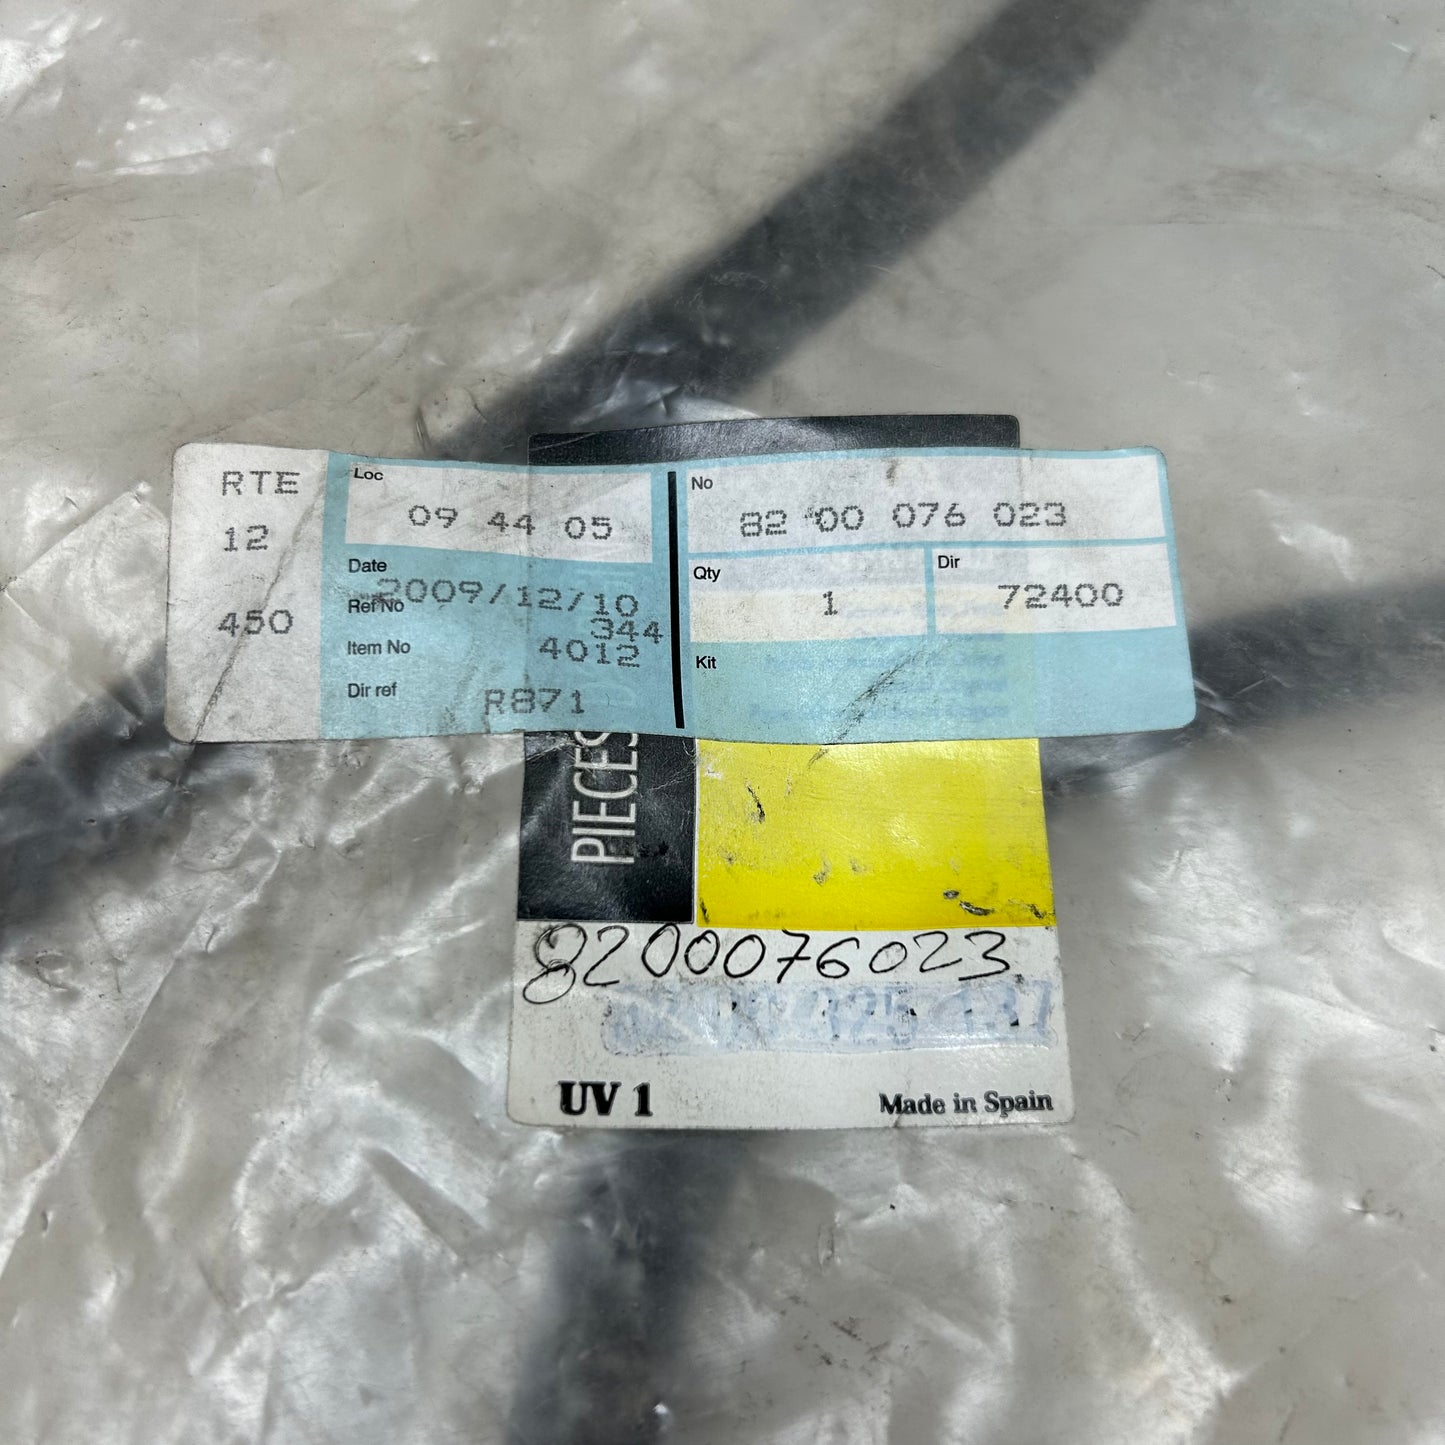 RTE
12
450
Loc
09 44 05
Date
2009/12/10
Ref No
344
Item No
4012
Dir ref
R871
No
82 00 076 023
Qty
1
Dir
72400
Kit
PIECES
8200076023
UV 1
Made in Spain